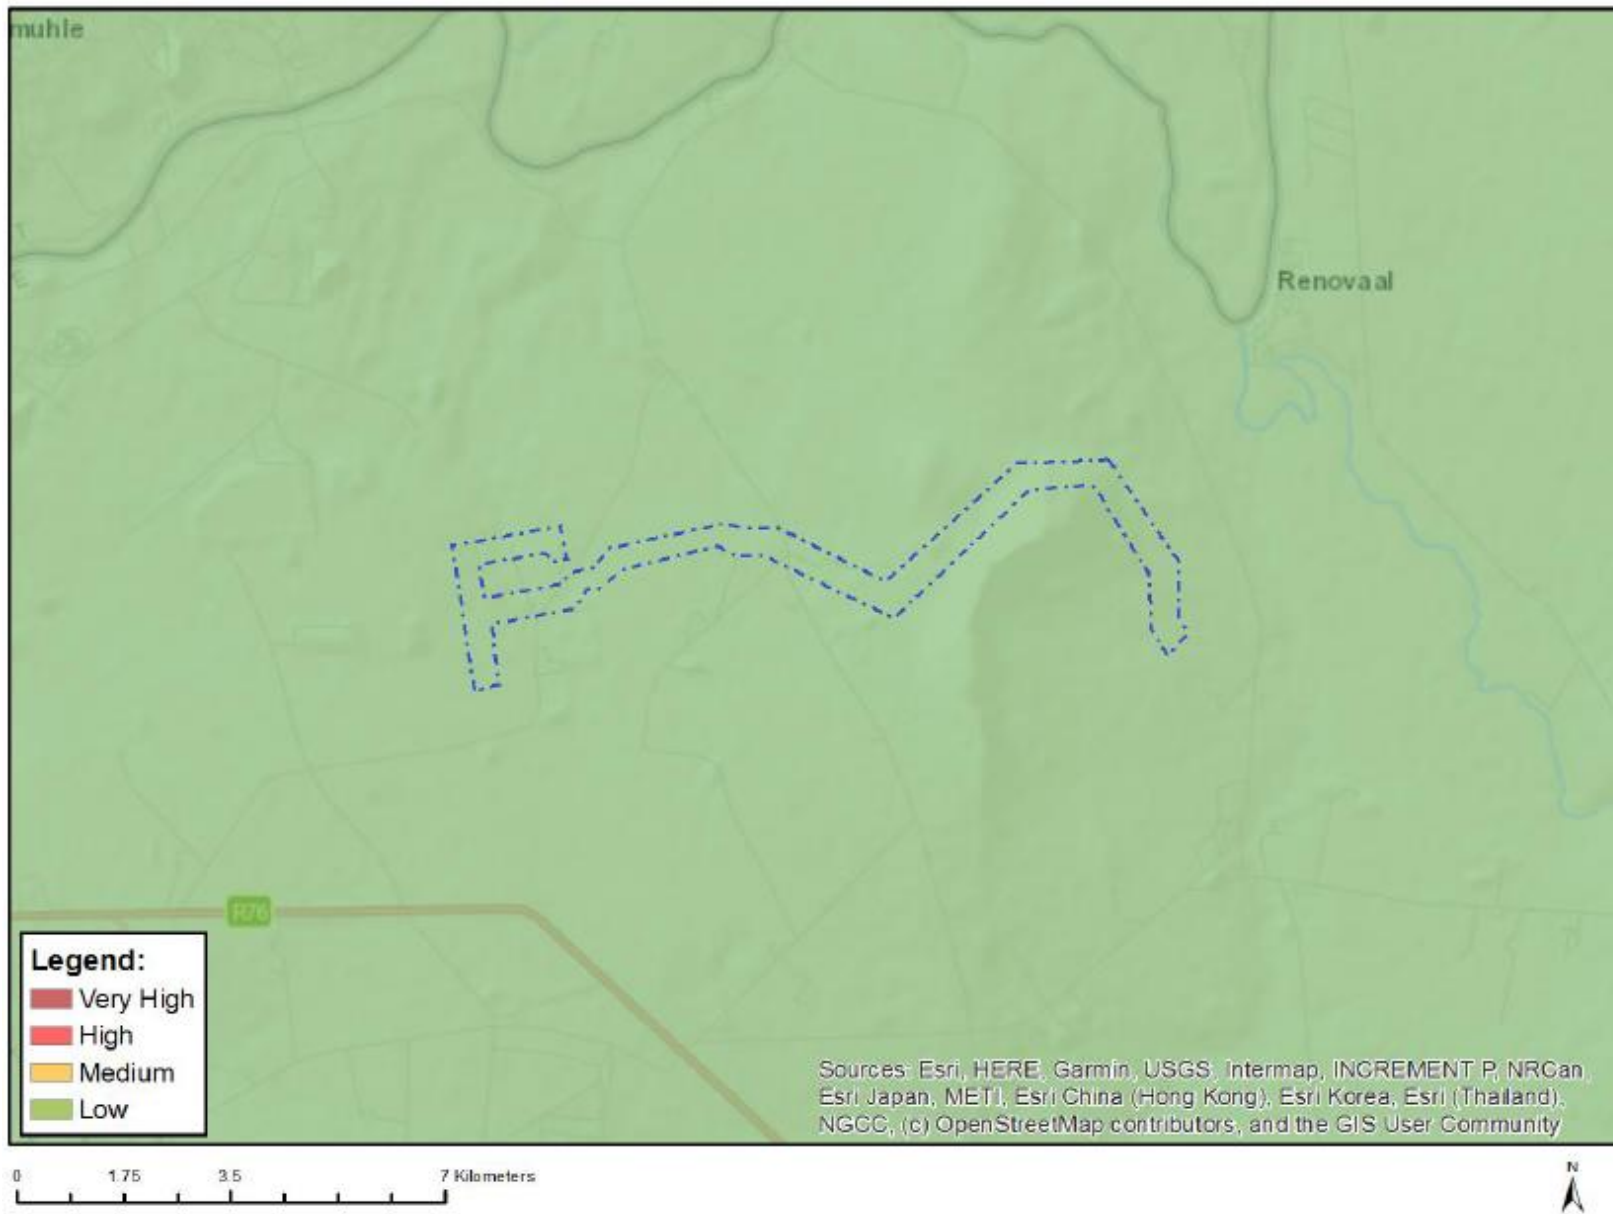 muhle
Renovaal
R76
Legend:
Very High
High
Medium
Low
Sources: Esri, HERE, Garmin, USGS, Intermap, INCREMENT P, NRCan,
Esri Japan, METI, Esri China (Hong Kong), Esri Korea, Esri (Thailand),
NGCC, (c) OpenStreetMap contributors, and the GIS User Community
0 1.75 3.5 7 Kilometers
N